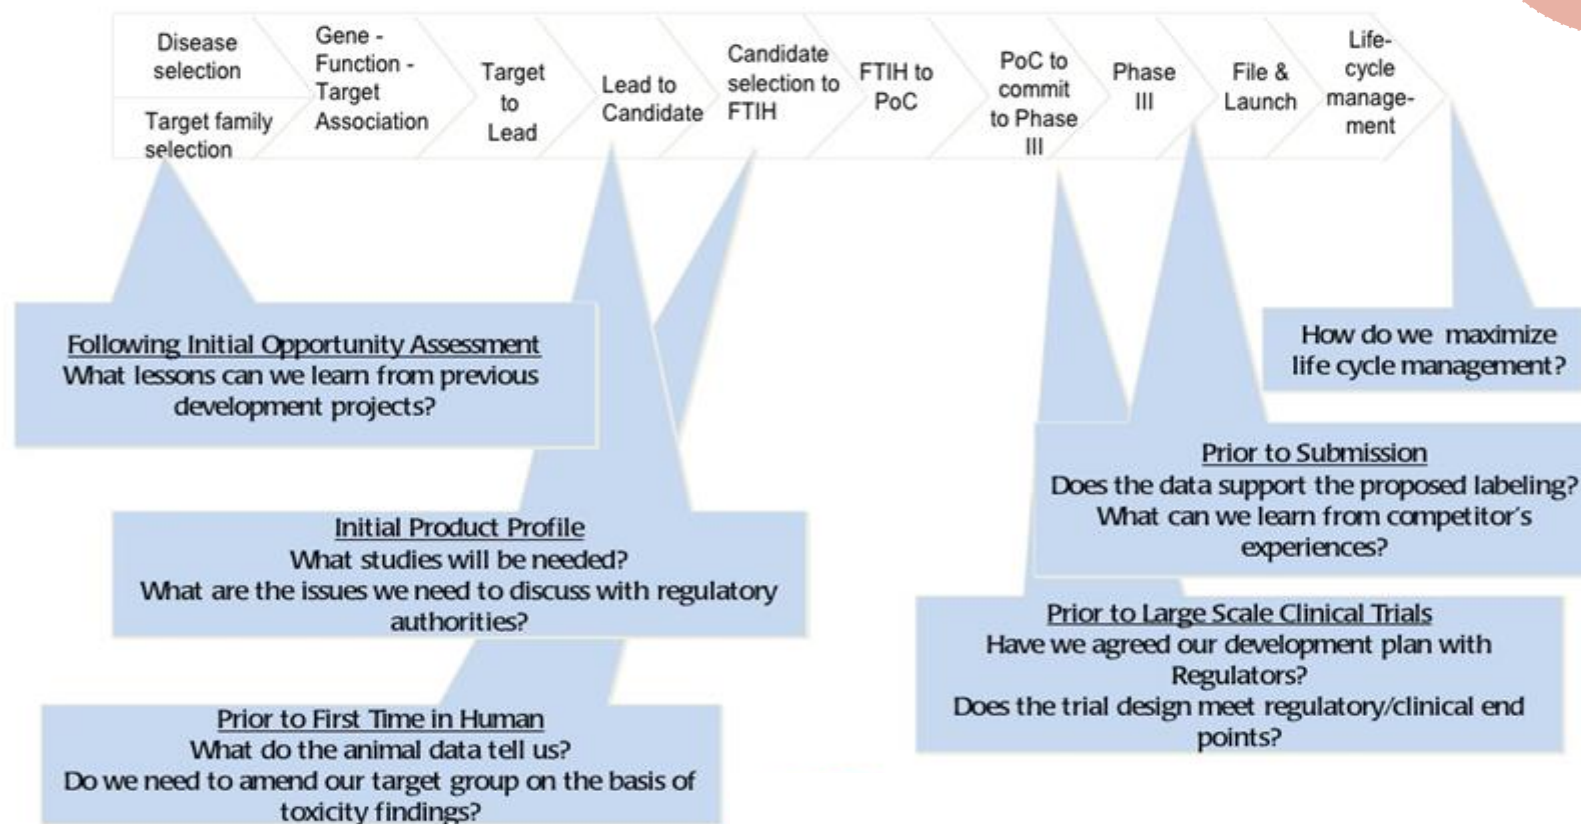 Disease
selection
Target family
selection
Gene -
Function -
Target
Association
Target
to
Lead
Lead to
Candidate
Candidate
selection to
FTIH
FTIH to
PoC
PoC to
commit
to Phase
III
Phase
III
File &
Launch
Life-
cycle
manage-
ment
Following Initial Opportunity Assessment
What lessons can we learn from previous
development projects?
Initial Product Profile
What studies will be needed?
What are the issues we need to discuss with regulatory
authorities?
Prior to First Time in Human
What do the animal data tell us?
Do we need to amend our target group on the basis of
toxicity findings?
How do we maximize
life cycle management?
Prior to Submission
Does the data support the proposed labeling?
What can we learn from competitor's
experiences?
Prior to Large Scale Clinical Trials
Have we agreed our development plan with
Regulators?
Does the trial design meet regulatory/clinical end
points?